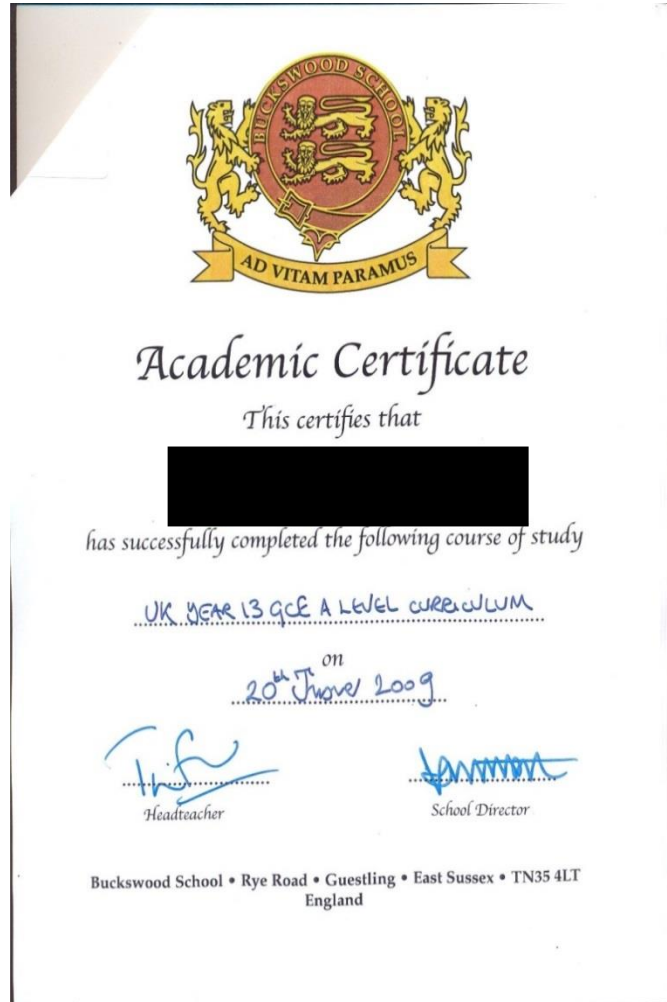 BUCKSWOOD SCHOOL
AD VITAM PARAMUS
Academic Certificate
This certifies that
has successfully completed the following course of study
UK YEAR 13 GCE A LEVEL CURRICULUM
on
20th June 2009
Headteacher
School Director
Buckswood School • Rye Road • Guestling • East Sussex • TN35 4LT
England